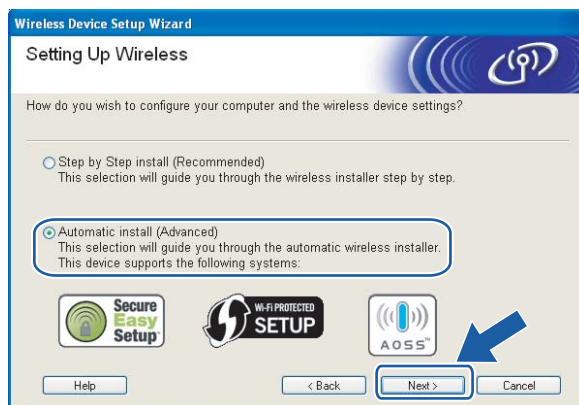 Wireless Device Setup Wizard
Setting Up Wireless
How do you wish to configure your computer and the wireless device settings?
Step by Step install (Recommended)
This selection will guide you through the wireless installer step by step.
Automatic install (Advanced)
This selection will guide you through the automatic wireless installer.
This device supports the following systems:
Secure
Easy
Setup
Wi-Fi PROTECTED
SETUP
AOSS™
Help
< Back
Next >
Cancel